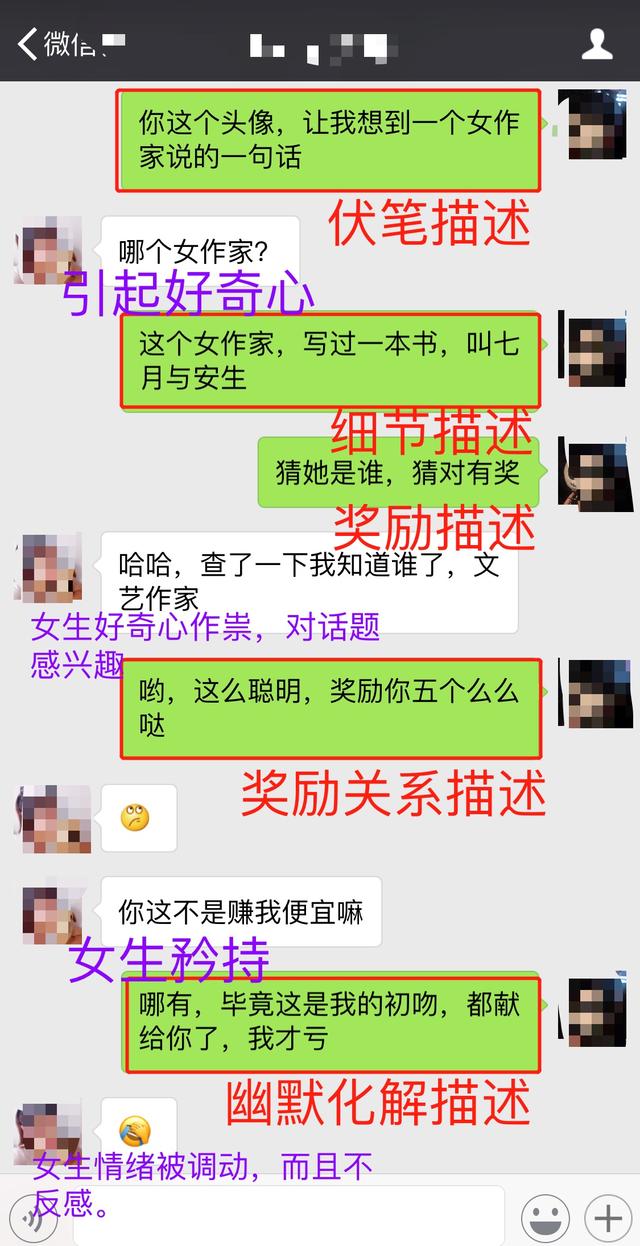 微信
你这个头像，让我想到一个女作
家说的一句话
伏笔描述
哪个女作家？
引起好奇心
这个女作家，写过一本书，叫七
月与安生
细节描述
猜她是谁，猜对有奖
奖励描述
哈哈，查了一下我知道谁了，文
艺作家
女生好奇心作祟，对话题
感兴趣
哟，这么聪明，奖励你五个么么
哒
奖励关系描述
你这不是赚我便宜嘛
女生矜持
哪有，毕竟这是我的初吻，都献
给你了，我才亏
幽默化解描述
女生情绪被调动，而且不
反感。